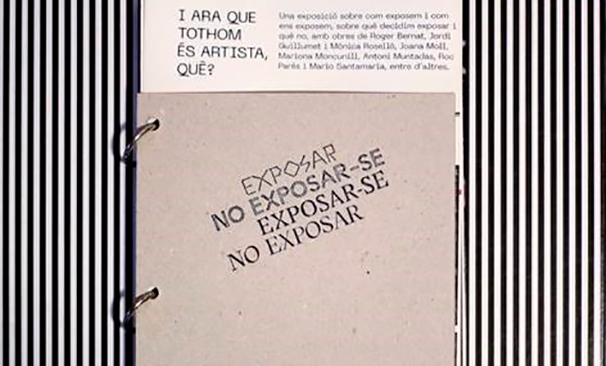 I ARA QUE
TOTHOM
ÉS ARTISTA,
QUÈ?
Una exposició sobre com exposem i com
ens exposem, sobre què decidim exposar i
què no, amb obres de Roger Bernat, Jordi
Guillumet i Mònica Roselló, Joana Moll,
Mariona Moncunill, Antoni Muntadas, Roc
Parés i Mario Santamaria, entre d'altres.
EXPOSAR
NO EXPOSAR-SE
EXPOSAR-SE
NO EXPOSAR